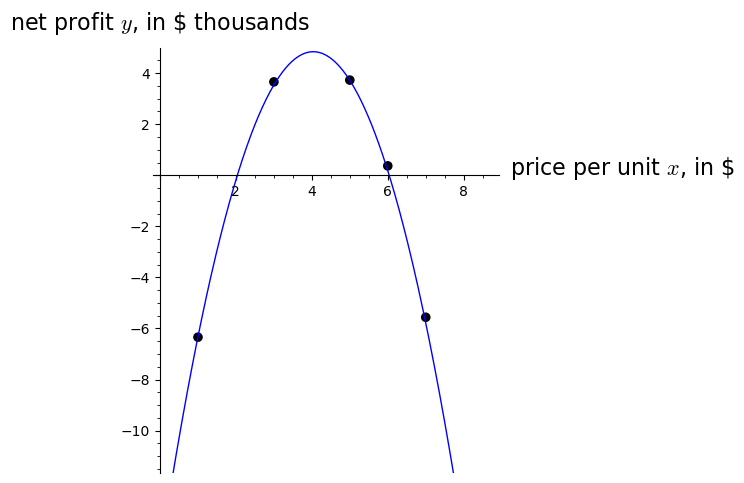 net profit y, in $ thousands
4
2
price per unit x, in $
2 4 6 8
−2
−4
−6
−8
−10